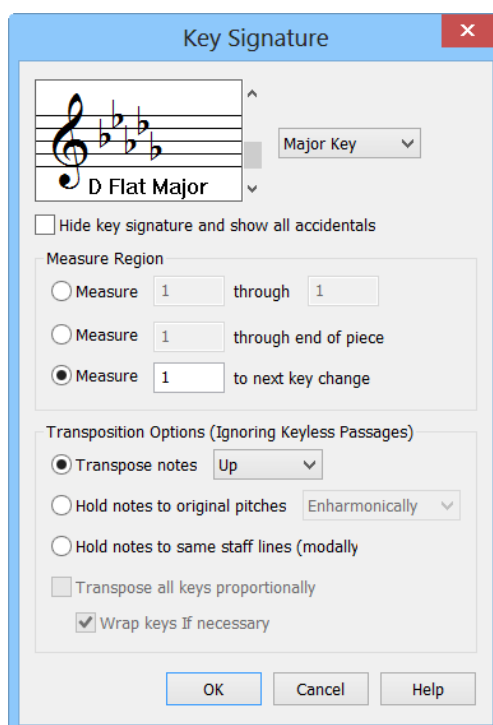 Key Signature
D Flat Major
Major Key
Hide key signature and show all accidentals
Measure Region
Measure 1 through 1
Measure 1 through end of piece
Measure 1 to next key change
Transposition Options (Ignoring Keyless Passages)
Transpose notes Up
Hold notes to original pitches Enharmonically
Hold notes to same staff lines (modally
Transpose all keys proportionally
Wrap keys If necessary
OK Cancel Help